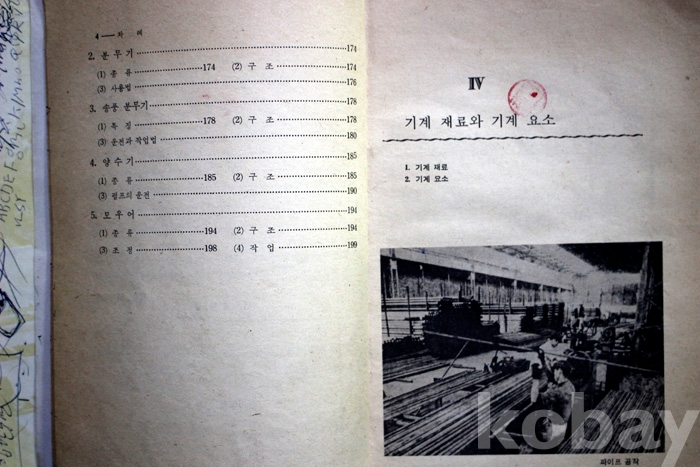 4 — 차 례
2. 분무기 174
(1) 종 류 174 (2) 구 조 174
(3) 사용법 176
3. 송풍 분무기 178
(1) 특 징 178 (2) 구 조 178
(3) 운전과 작업법 180
4. 양수기 185
(1) 종 류 185 (2) 구 조 185
(3) 펌프의 운전 190
5. 모우어 194
(1) 종 류 194 (2) 구 조 194
(3) 조 정 198 (4) 작 업 199
Ⅳ
기계 재료와 기계 요소
1. 기계 재료
2. 기계 요소
파이프 공작
kobay